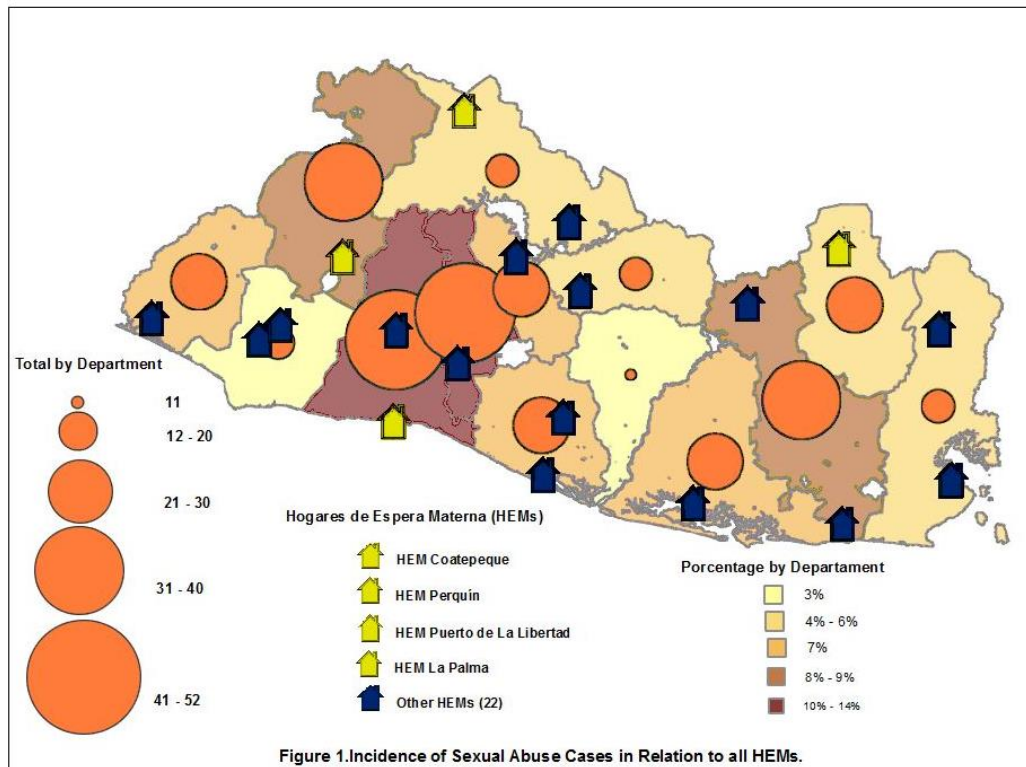 Total by Department
11
12 - 20
21 - 30
31 - 40
41 - 52
Hogares de Espera Materna (HEMs)
HEM Coatepeque
HEM Perquín
HEM Puerto de La Libertad
HEM La Palma
Other HEMs (22)
Porcentage by Departament
3%
4% - 6%
7%
8% - 9%
10% - 14%
Figure 1.Incidence of Sexual Abuse Cases in Relation to all HEMs.